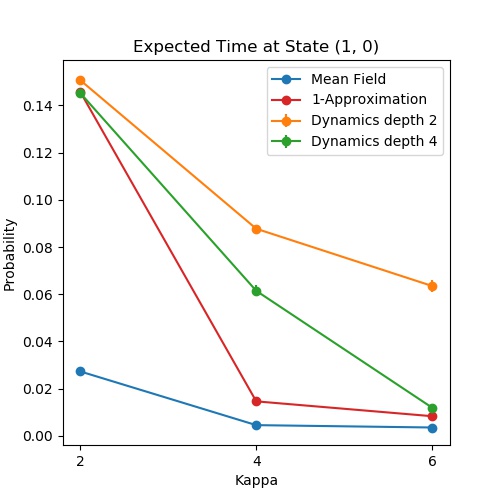 Expected Time at State (1, 0)
Mean Field
1-Approximation
Dynamics depth 2
Dynamics depth 4
Probability
0.14
0.12
0.10
0.08
0.06
0.04
0.02
0.00
2 4 6
Kappa